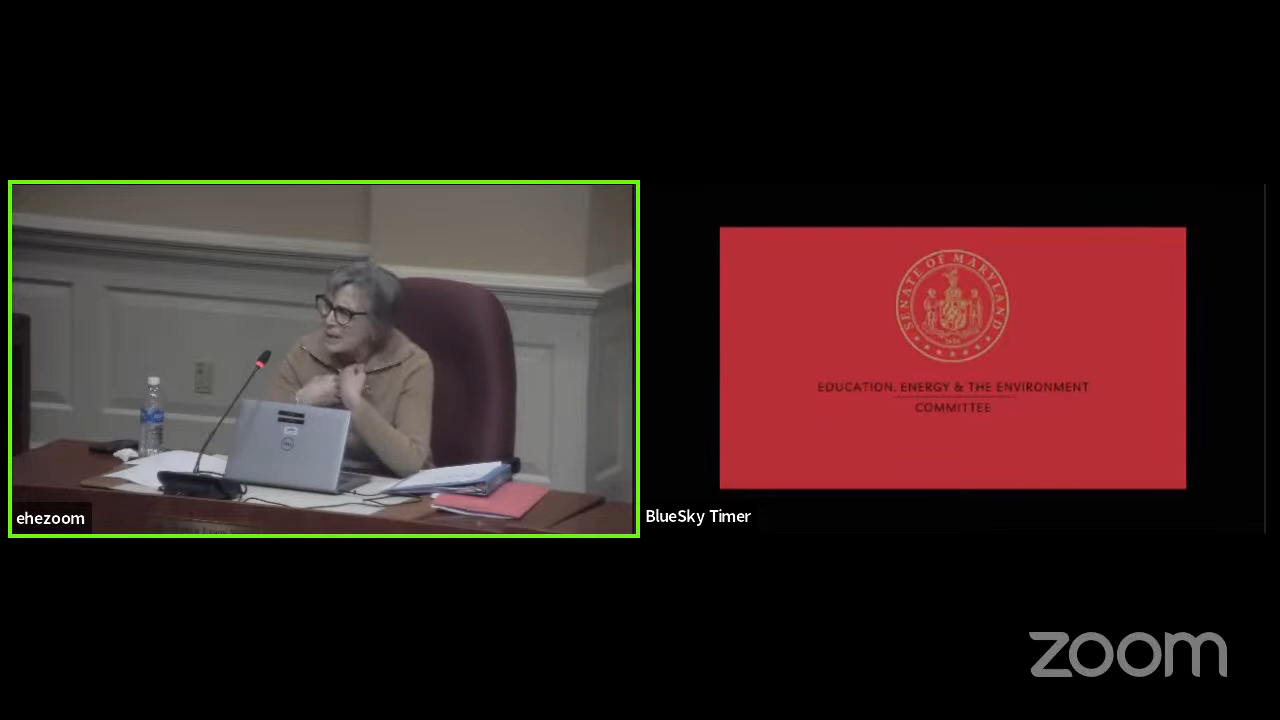 SENATE OF MARYLAND
EDUCATION, ENERGY & THE ENVIRONMENT
COMMITTEE
ehezoom
BlueSky Timer
zoom